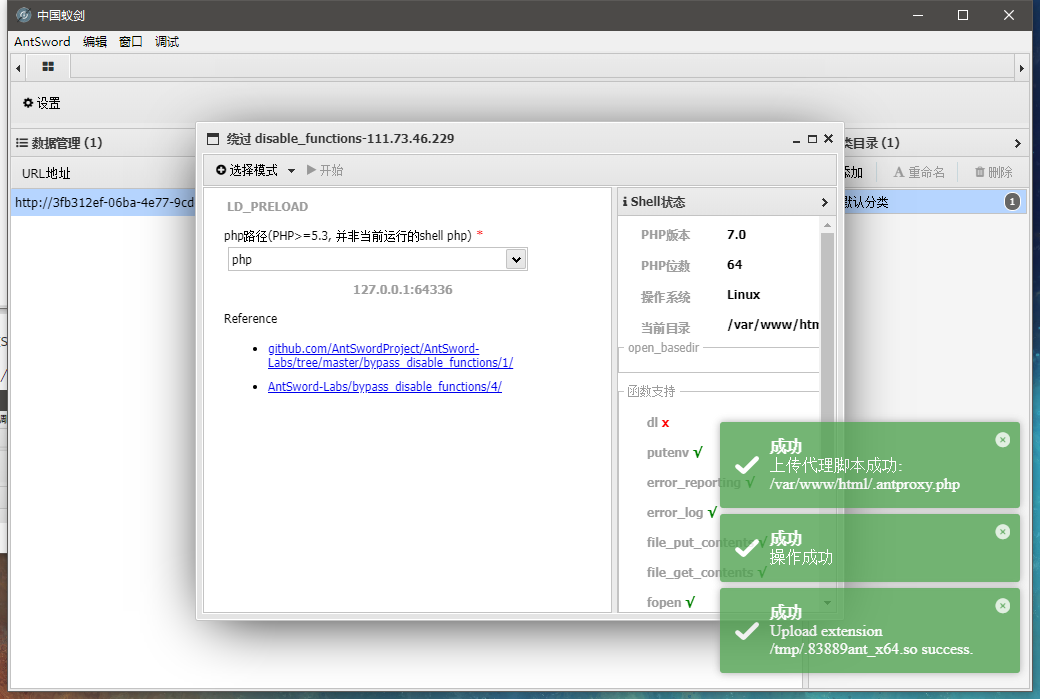 中国蚁剑
AntSword 编辑 窗口 调试
设置
数据管理 (1)
URL地址
http://3fb312ef-06ba-4e77-9cd
绕过 disable_functions-111.73.46.229
选择模式 开始
LD_PRELOAD
php路径(PHP>=5.3, 并非当前运行的shell php) *
php
127.0.0.1:64336
Reference
github.com/AntSwordProject/AntSword-
Labs/tree/master/bypass_disable_functions/1/
AntSword-Labs/bypass_disable_functions/4/
Shell状态
PHP版本 7.0
PHP位数 64
操作系统 Linux
当前目录 /var/www/htm
open_basedir
函数支持
dl x
putenv √
error_reporting √
error_log √
file_put_contents √
file_get_contents √
fopen √
类目录 (1)
添加 重命名 删除
默认分类 1
成功
上传代理脚本成功:
/var/www/html/.antproxy.php
成功
操作成功
成功
Upload extension
/tmp/.83889ant_x64.so success.